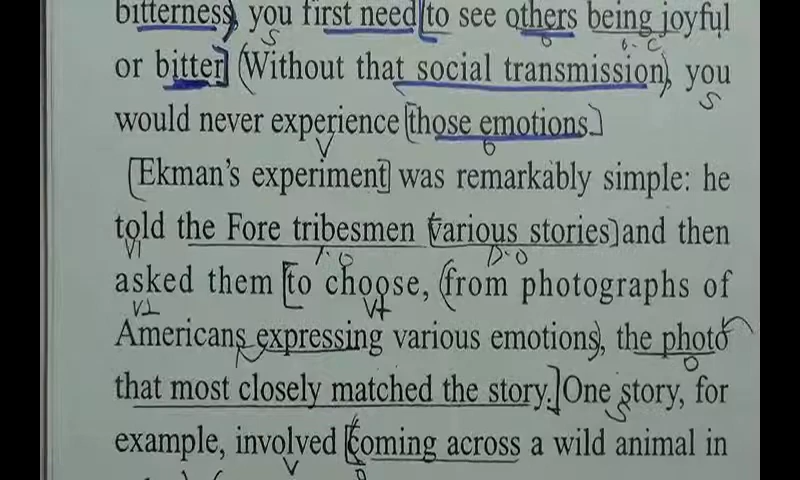 bitterness, you first need to see others being joyful
or bitter Without that social transmission, you
would never experience those emotions.
Ekman's experiment was remarkably simple: he
told the Fore tribesmen various stories and then
asked them to choose, from photographs of
Americans expressing various emotions, the photo
that most closely matched the story. One story, for
example, involved coming across a wild animal in